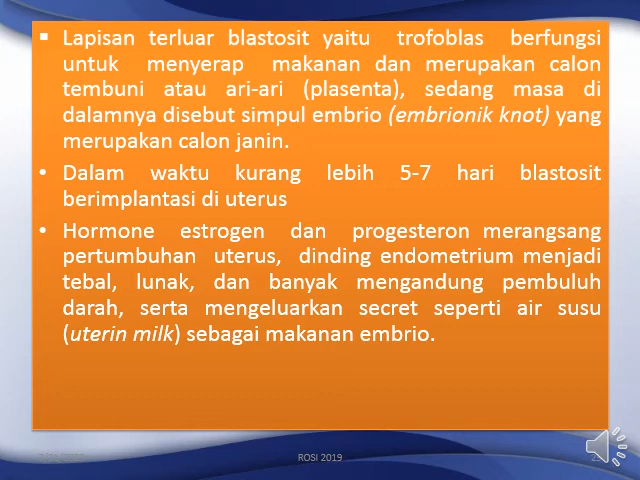 ▪ Lapisan terluar blastosit yaitu trofoblas berfungsi
untuk menyerap makanan dan merupakan calon
tembuni atau ari-ari (plasenta), sedang masa di
dalamnya disebut simpul embrio (embrionik knot) yang
merupakan calon janin.
• Dalam waktu kurang lebih 5-7 hari blastosit
berimplantasi di uterus
• Hormone estrogen dan progesteron merangsang
pertumbuhan uterus, dinding endometrium menjadi
tebal, lunak, dan banyak mengandung pembuluh
darah, serta mengeluarkan secret seperti air susu
(uterin milk) sebagai makanan embrio.
ROSI 2019